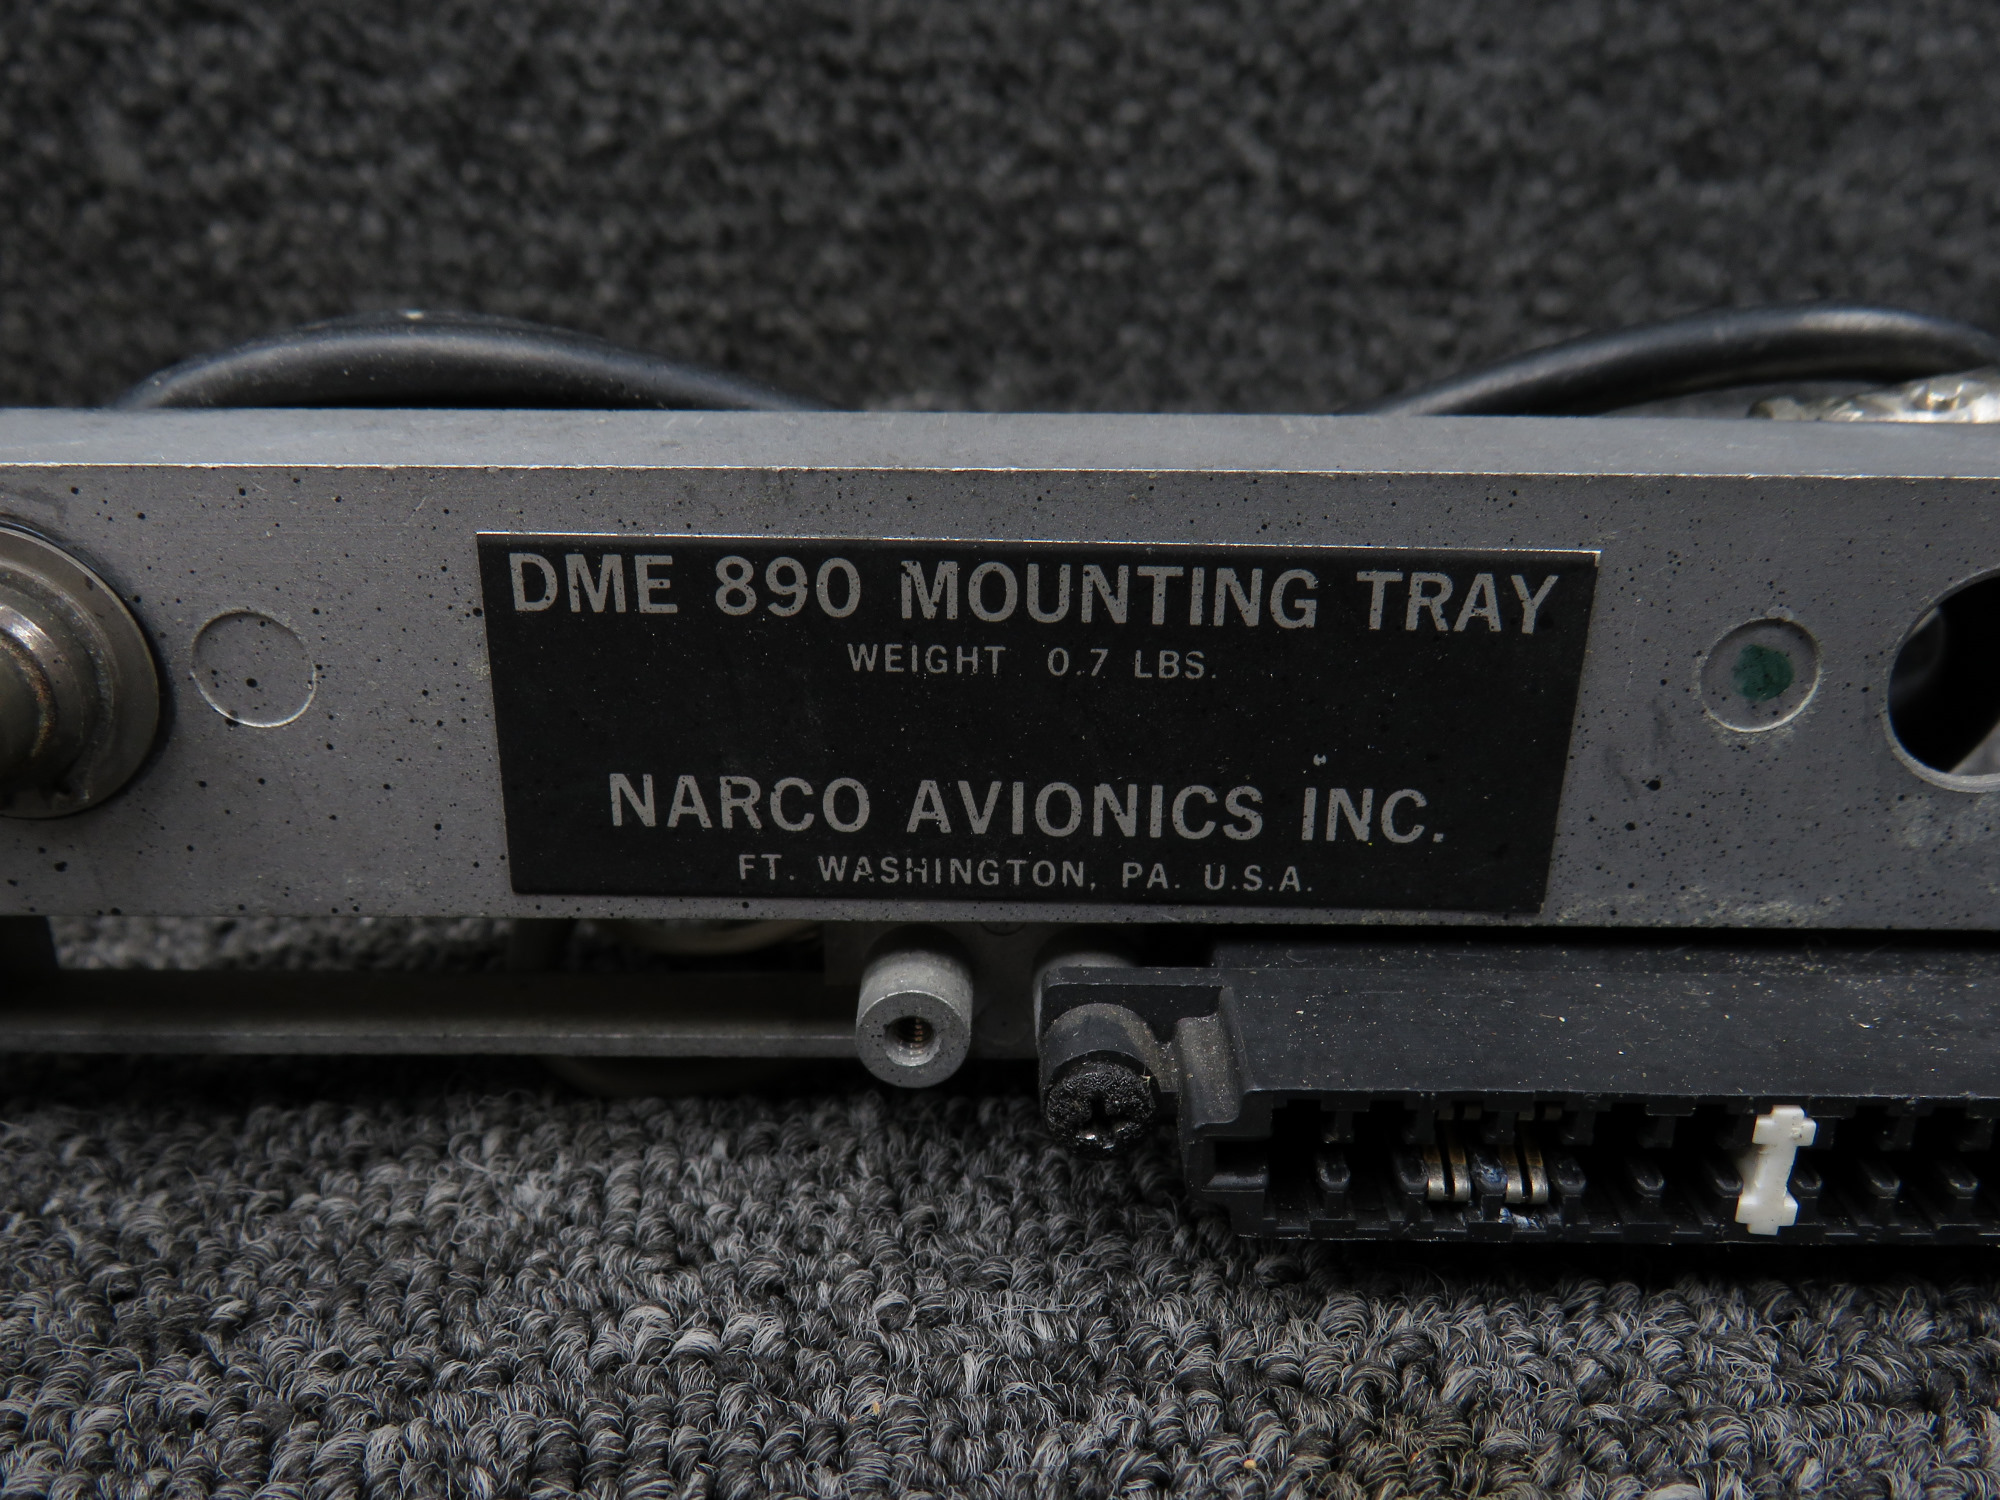 DME 890 MOUNTING TRAY
WEIGHT 0.7 LBS.
NARCO AVIONICS INC.
FT. WASHINGTON, PA. U.S.A.